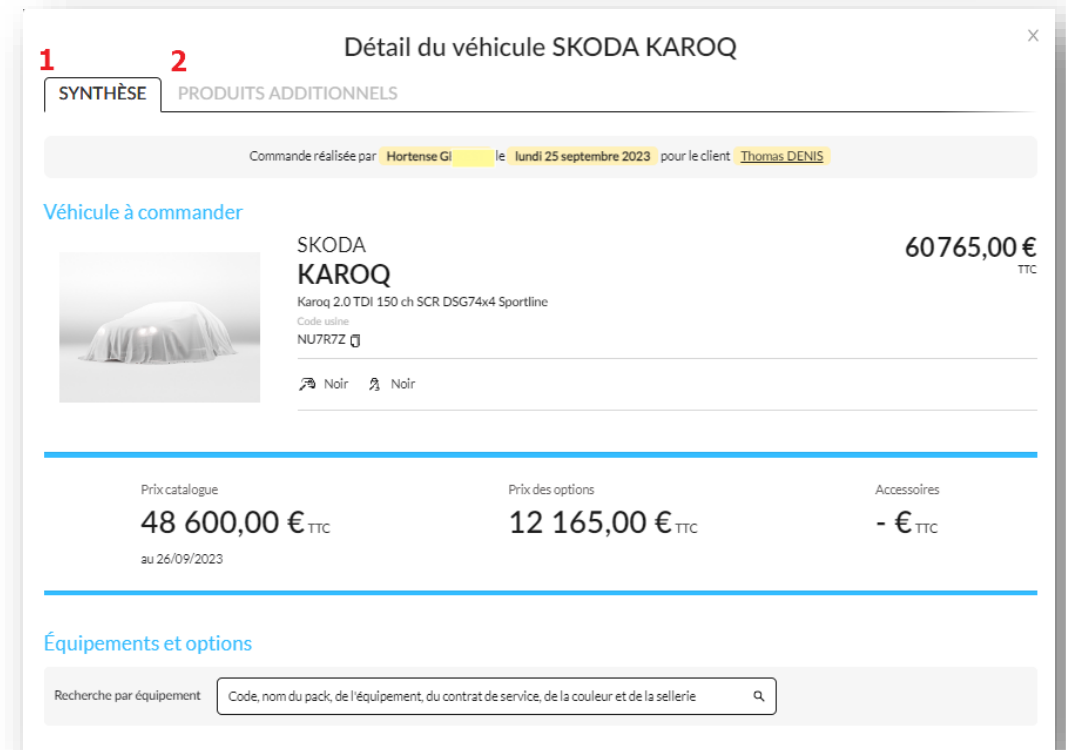 Détail du véhicule SKODA KAROQ
1 2
SYNTHÈSE PRODUITS ADDITIONNELS
Commande réalisée par Hortense Gi le lundi 25 septembre 2023 pour le client Thomas DENIS
Véhicule à commander
SKODA
60 765,00 €
KAROQ
TTC
Karoq 2.0 TDI 150 ch SCR DSG74x4 Sportline
Code usine
NU7R7Z
Noir Noir
Prix catalogue Prix des options Accessoires
48 600,00 € TTC 12 165,00 € TTC - € TTC
au 26/09/2023
Équipements et options
Recherche par équipement Code, nom du pack, de l'équipement, du contrat de service, de la couleur et de la sellerie